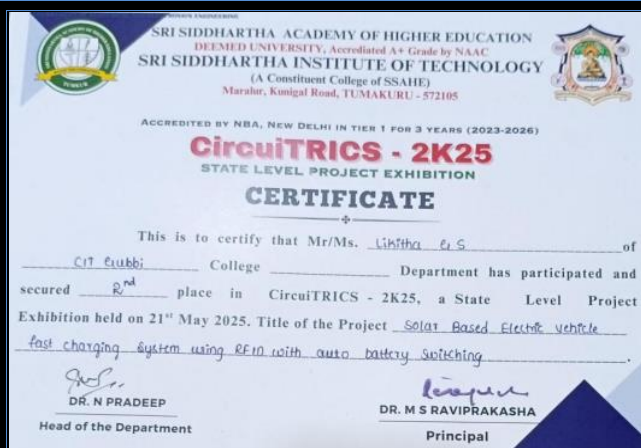 SRI SIDDHARTHA ACADEMY OF HIGHER EDUCATION
DEEMED UNIVERSITY, Accredited A+ Grade by NAAC
SRI SIDDHARTHA INSTITUTE OF TECHNOLOGY
(A Constituent College of SSAHE)
Maralur, Kunigal Road, TUMAKURU - 572105
ACCREDITED BY NBA, NEW DELHI IN TIER 1 FOR 3 YEARS (2023-2026)
CircuiTRICS - 2K25
STATE LEVEL PROJECT EXHIBITION
CERTIFICATE
This is to certify that Mr/Ms. Likitha G S of
CIT Gubbi College Department has participated and
secured 2nd place in CircuiTRICS - 2K25, a State Level Project
Exhibition held on 21st May 2025. Title of the Project Solar Based Electric vehicle
fast charging system using RFID with auto battery switching.
DR. N PRADEEP
Head of the Department
DR. M S RAVIPRAKASHA
Principal